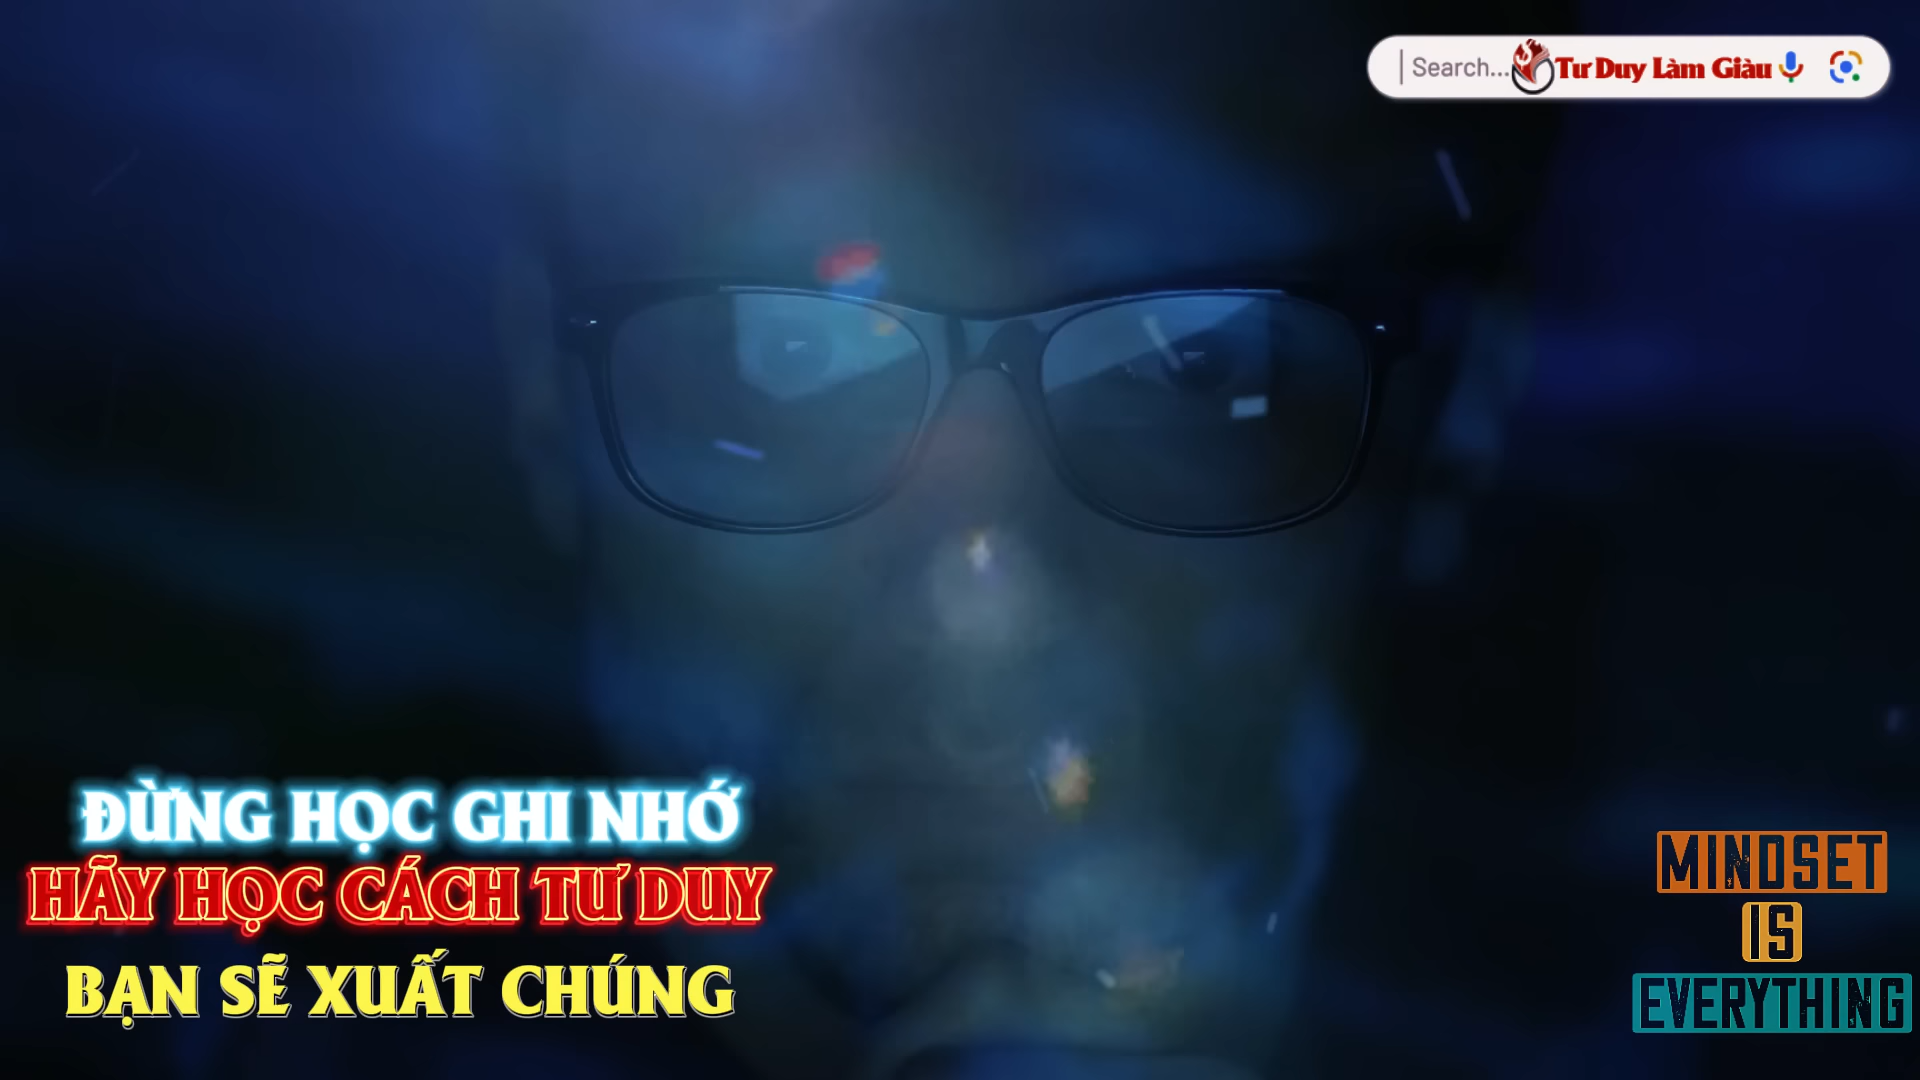 Search... Tư Duy Làm Giàu
ĐỪNG HỌC GHI NHỚ
HÃY HỌC CÁCH TƯ DUY
BẠN SẼ XUẤT CHÚNG
MINDSET
IS
EVERYTHING